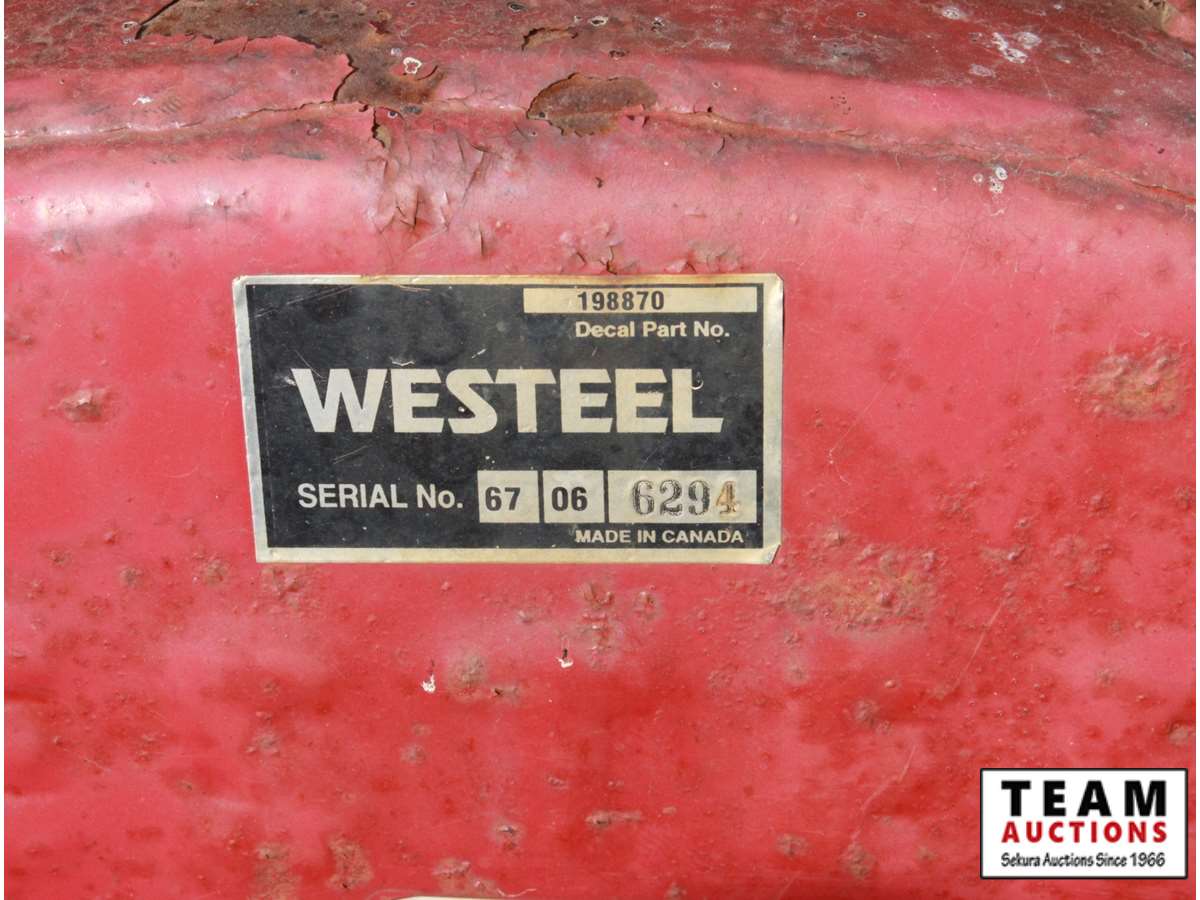 198870
Decal Part No.
WESTEEL
SERIAL No. 67 06 6294
MADE IN CANADA
TEAM
AUCTIONS
Sekura Auctions Since 1966